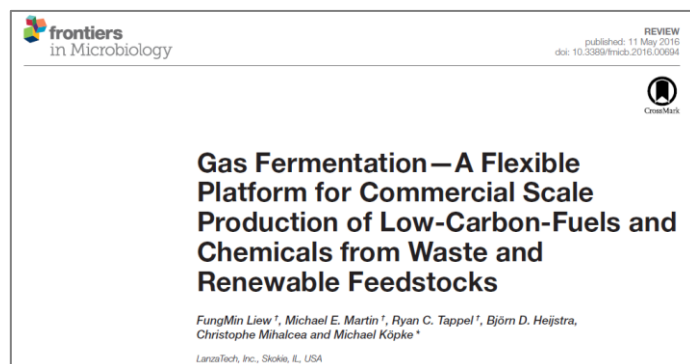 frontiers
in Microbiology
REVIEW
published: 11 May 2016
doi: 10.3389/fmicb.2016.00694
CrossMark
Gas Fermentation—A Flexible
Platform for Commercial Scale
Production of Low-Carbon-Fuels and
Chemicals from Waste and
Renewable Feedstocks
FungMin Liew †, Michael E. Martin †, Ryan C. Tappel †, Björn D. Heijstra,
Christophe Mihalcea and Michael Köpke *
LanzaTech, Inc., Skokie, IL, USA